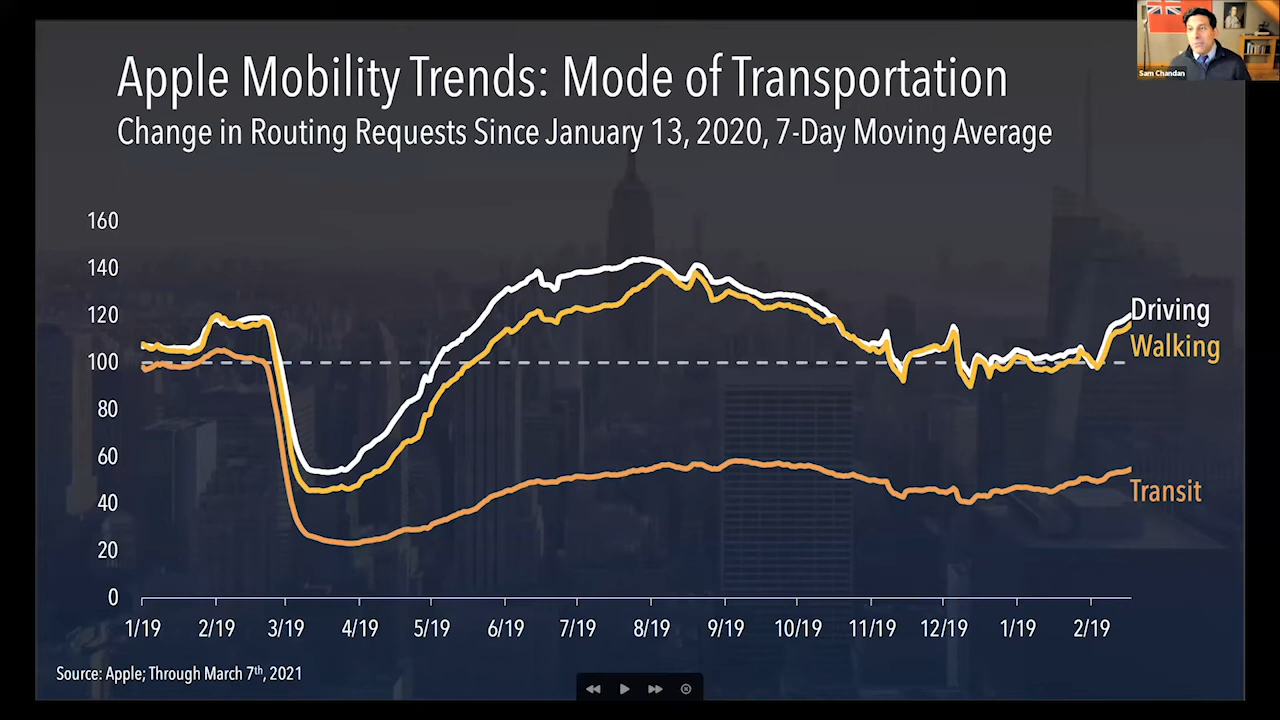 Apple Mobility Trends: Mode of Transportation
Change in Routing Requests Since January 13, 2020, 7-Day Moving Average
Sam Chandan
160
140
120
100
80
60
40
20
0
Driving
Walking
Transit
1/19 2/19 3/19 4/19 5/19 6/19 7/19 8/19 9/19 10/19 11/19 12/19 1/19 2/19
Source: Apple; Through March 7th, 2021